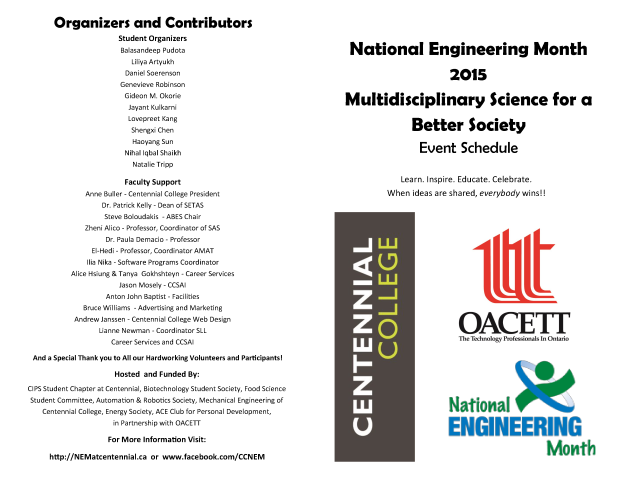 Organizers and Contributors
Student Organizers
Balasandeep Pudota
Liliya Artyukh
Daniel Soerenson
Genevieve Robinson
Gideon M. Okorie
Jayant Kulkarni
Lovepreet Kang
Shengxi Chen
Haoyang Sun
Nihal Iqbal Shaikh
Natalie Tripp
Faculty Support
Anne Buller - Centennial College President
Dr. Patrick Kelly - Dean of SETAS
Steve Boloudakis - ABES Chair
Zheni Alico - Professor, Coordinator of SAS
Dr. Paula Demacio - Professor
El-Hedi - Professor, Coordinator AMAT
Ilia Nika - Software Programs Coordinator
Alice Hsiung & Tanya Gokhshteyn - Career Services
Jason Mosely - CCSAI
Anton John Baptist - Facilities
Bruce Williams - Advertising and Marketing
Andrew Janssen - Centennial College Web Design
Lianne Newman - Coordinator SLL
Career Services and CCSAI
And a Special Thank you to All our Hardworking Volunteers and Participants!
Hosted and Funded By:
CIPS Student Chapter at Centennial, Biotechnology Student Society, Food Science
Student Committee, Automation & Robotics Society, Mechanical Engineering of
Centennial College, Energy Society, ACE Club for Personal Development,
in Partnership with OACETT
For More Information Visit:
http://NEMatcentennial.ca or www.facebook.com/CCNEM
National Engineering Month
2015
Multidisciplinary Science for a
Better Society
Event Schedule
Learn. Inspire. Educate. Celebrate.
When ideas are shared, everybody wins!!
CENTENNIAL
COLLEGE
OACETT
The Technology Professionals In Ontario
National
ENGINEERING
Month